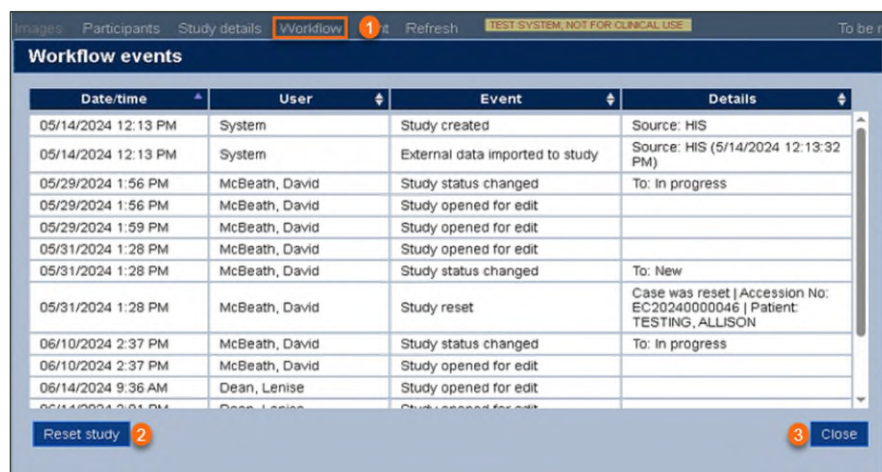 Images Participants Study details Workflow 1 Refresh TEST SYSTEM, NOT FOR CLINICAL USE To be
Workflow events
Date/time User Event Details
05/14/2024 12:13 PM System Study created Source: HIS
05/14/2024 12:13 PM System External data imported to study Source: HIS (5/14/2024 12:13:32
PM)
05/29/2024 1:56 PM McBeath, David Study status changed To: In progress
05/29/2024 1:56 PM McBeath, David Study opened for edit
05/29/2024 1:59 PM McBeath, David Study opened for edit
05/31/2024 1:28 PM McBeath, David Study opened for edit
05/31/2024 1:28 PM McBeath, David Study status changed To: New
05/31/2024 1:28 PM McBeath, David Study reset Case was reset | Accession No:
EC20240000046 | Patient:
TESTING, ALLISON
06/10/2024 2:37 PM McBeath, David Study status changed To: In progress
06/10/2024 2:37 PM McBeath, David Study opened for edit
06/14/2024 9:36 AM Dean, Lenise Study opened for edit
Reset study 2
3 Close